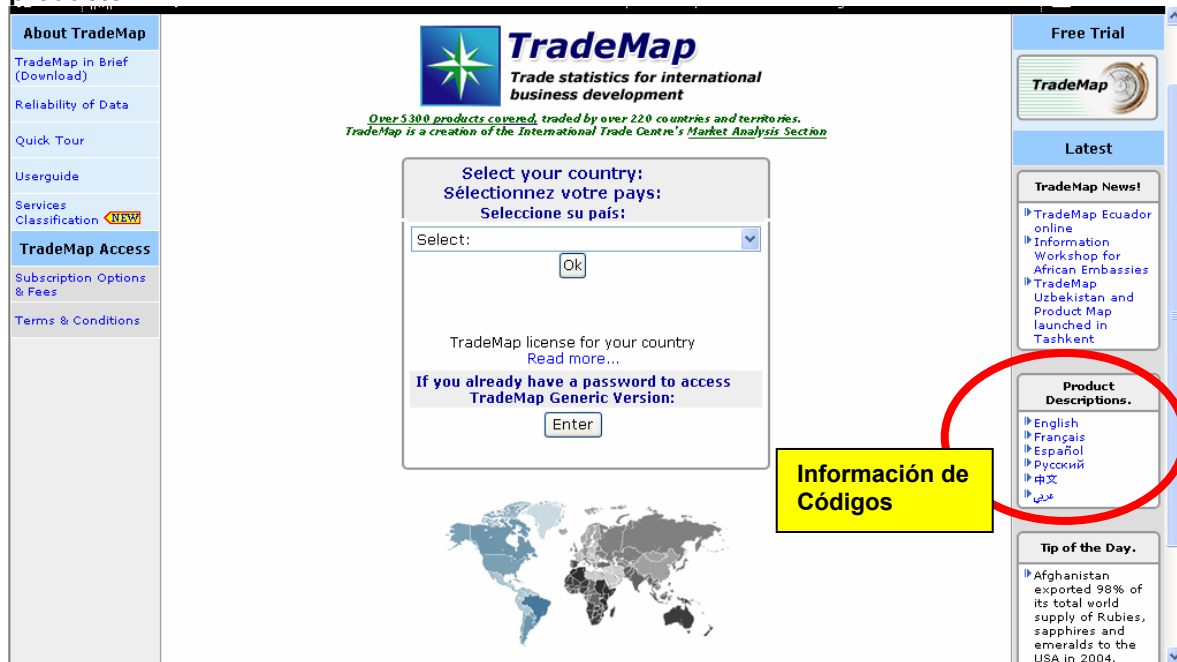 About TradeMap
TradeMap in Brief
(Download)
Reliability of Data
Quick Tour
Userguide
Services
Classification NEW
TradeMap Access
Subscription Options
& Fees
Terms & Conditions
TradeMap
Trade statistics for international
business development
Over 5300 products covered, traded by over 220 countries and territories.
TradeMap is a creation of the International Trade Centre's Market Analysis Section
Select your country:
Sélectionnez votre pays:
Seleccione su país:
Select:
Ok
TradeMap license for your country
Read more...
If you already have a password to access
TradeMap Generic Version:
Enter
Información de
Códigos
Free Trial
TradeMap
Latest
TradeMap News!
TradeMap Ecuador
online
Information
Workshop for
African Embassies
TradeMap
Uzbekistan and
Product Map
launched in
Tashkent
Product
Descriptions.
English
Français
Español
Русский
中文
عربي
Tip of the Day.
Afghanistan
exported 98% of
its total world
supply of Rubies,
sapphires and
emeralds to the
USA in 2004.